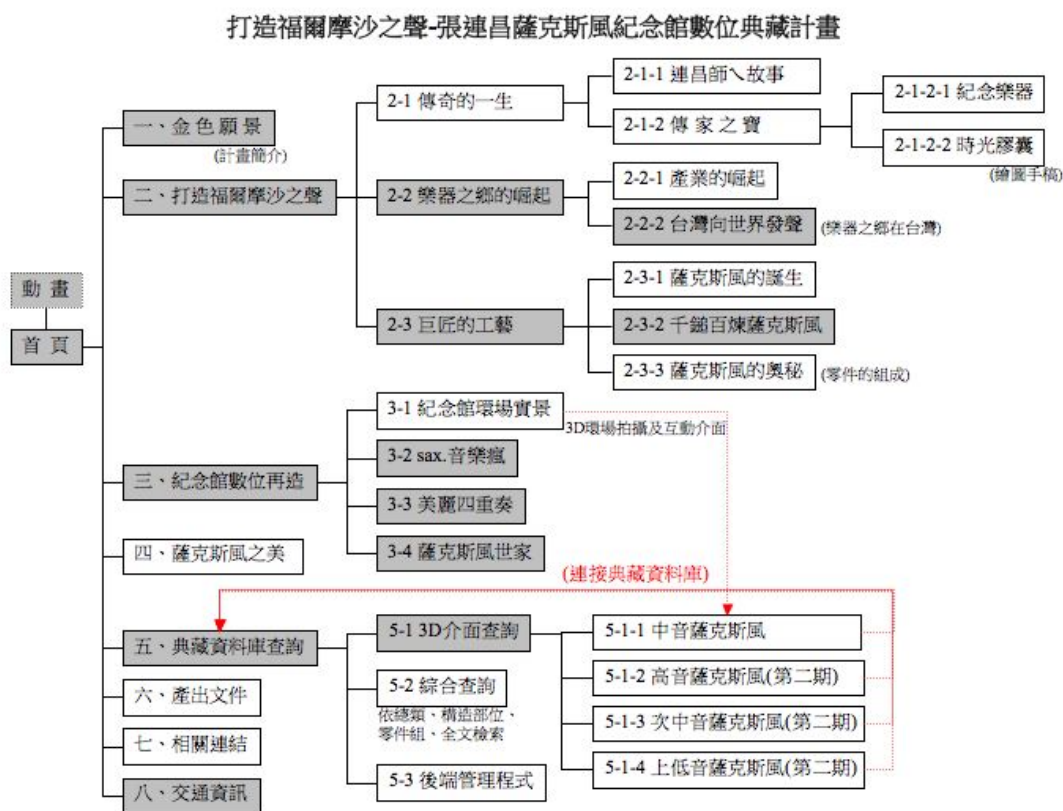 打造福爾摩沙之聲-張連昌薩克斯風紀念館數位典藏計畫
動 畫
首 頁
一、金 色 願 景
(計畫簡介)
二、打造福爾摩沙之聲
2-1 傳奇的一生
2-1-1 連昌師ㄟ故事
2-1-2 傳 家 之 寶
2-1-2-1 紀念樂器
2-1-2-2 時光膠囊
(繪圖手稿)
2-2 樂器之鄉的崛起
2-2-1 產業的崛起
2-2-2 台灣向世界發聲
(樂器之鄉在台灣)
2-3 巨匠的工藝
2-3-1 薩克斯風的誕生
2-3-2 千鎚百煉薩克斯風
2-3-3 薩克斯風的奧秘
(零件的組成)
三、紀念館數位再造
3-1 紀念館環場實景
3D環場拍攝及互動介面
3-2 sax.音樂瘋
3-3 美麗四重奏
3-4 薩克斯風世家
四、薩克斯風之美
(連接典藏資料庫)
五、典藏資料庫查詢
5-1 3D介面查詢
5-1-1 中音薩克斯風
5-1-2 高音薩克斯風(第二期)
5-1-3 次中音薩克斯風(第二期)
5-1-4 上低音薩克斯風(第二期)
5-2 綜合查詢
依總類、構造部位、
零件組、全文檢索
5-3 後端管理程式
六、產出文件
七、相關連結
八、交通資訊